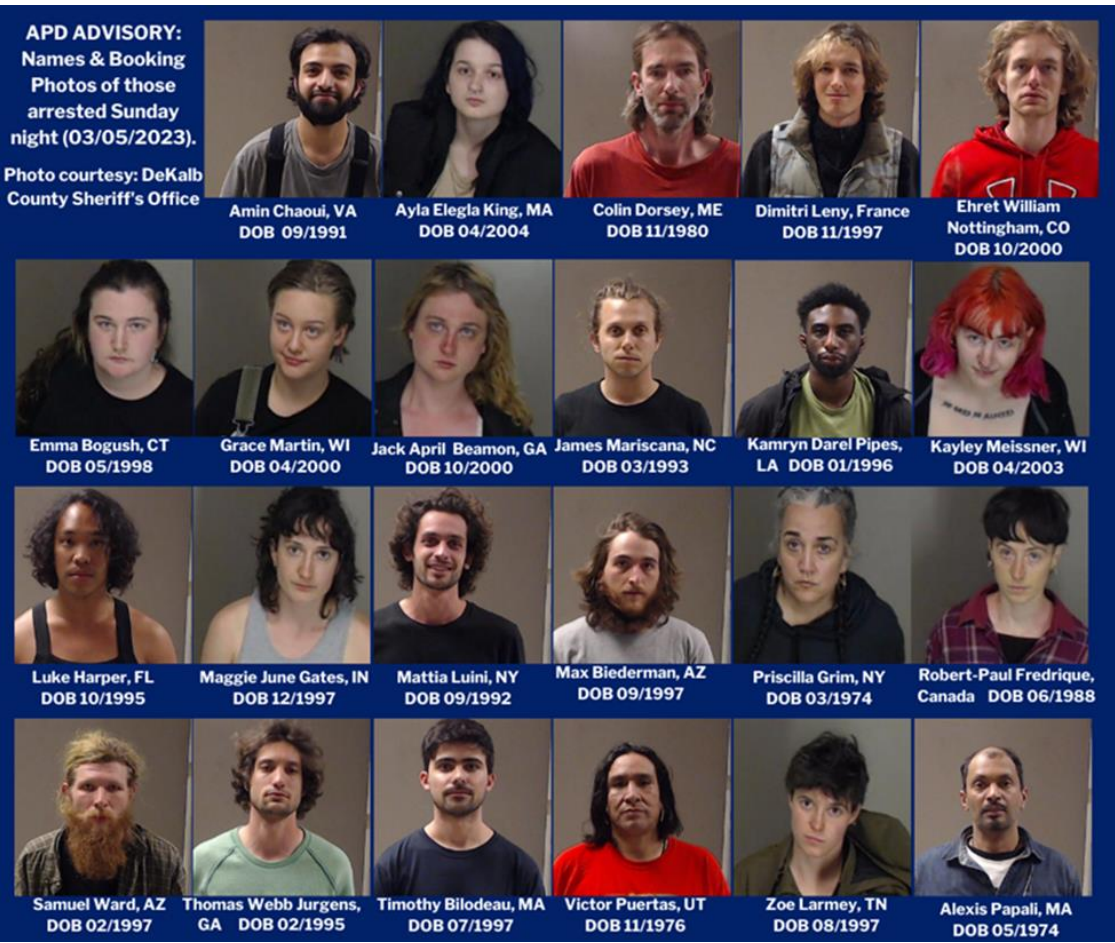 APD ADVISORY:
Names & Booking
Photos of those
arrested Sunday
night (03/05/2023).
Photo courtesy: DeKalb
County Sheriff's Office
Amin Chaoui, VA
DOB 09/1991
Ayla Elegla King, MA
DOB 04/2004
Colin Dorsey, ME
DOB 11/1980
Dimitri Leny, France
DOB 11/1997
Ehret William
Nottingham, CO
DOB 10/2000
Emma Bogush, CT
DOB 05/1998
Grace Martin, WI
DOB 04/2000
Jack April Beamon, GA
DOB 10/2000
James Mariscana, NC
DOB 03/1993
Kamryn Darel Pipes,
LA DOB 01/1996
Kayley Meissner, WI
DOB 04/2003
Luke Harper, FL
DOB 10/1995
Maggie June Gates, IN
DOB 12/1997
Mattia Luini, NY
DOB 09/1992
Max Biederman, AZ
DOB 09/1997
Priscilla Grim, NY
DOB 03/1974
Robert-Paul Fredrique,
Canada DOB 06/1988
Samuel Ward, AZ
DOB 02/1997
Thomas Webb Jurgens,
GA DOB 02/1995
Timothy Bilodeau, MA
DOB 07/1997
Victor Puertas, UT
DOB 11/1976
Zoe Larmey, TN
DOB 08/1997
Alexis Papali, MA
DOB 05/1974